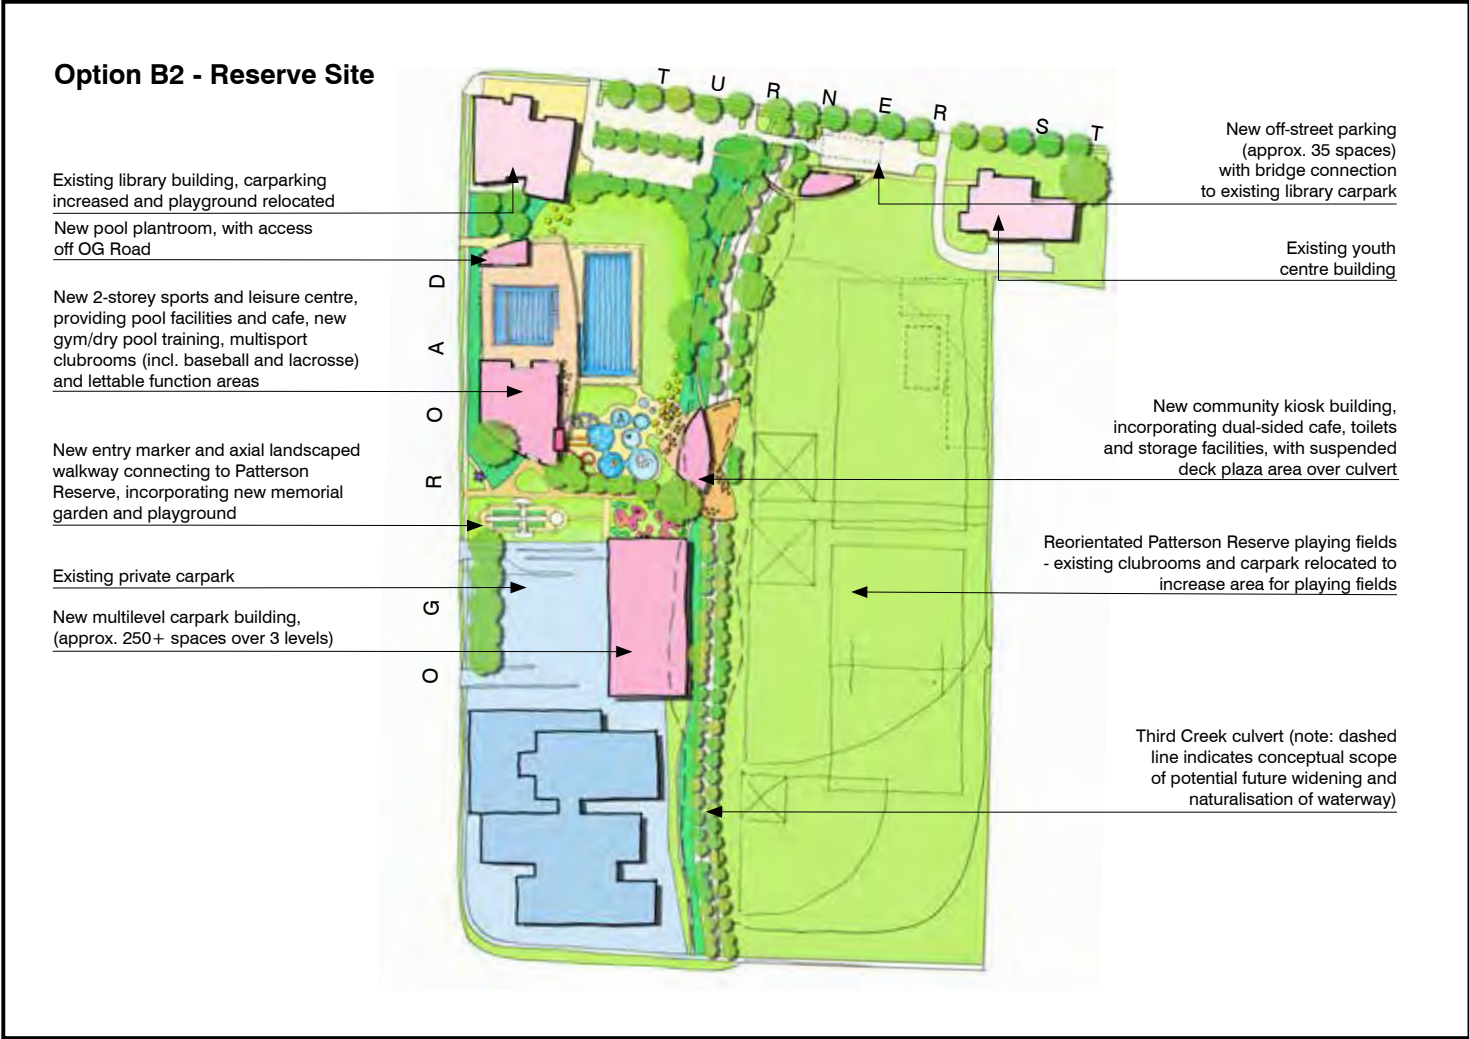 Option B2 - Reserve Site
TURNER ST
Existing library building, carparking
increased and playground relocated
New pool plantroom, with access
off OG Road
New 2-storey sports and leisure centre,
providing pool facilities and cafe, new
gym/dry pool training, multisport
clubrooms (incl. baseball and lacrosse)
and lettable function areas
New entry marker and axial landscaped
walkway connecting to Patterson
Reserve, incorporating new memorial
garden and playground
Existing private carpark
New multilevel carpark building,
(approx. 250+ spaces over 3 levels)
OG ROAD
New off-street parking
(approx. 35 spaces)
with bridge connection
to existing library carpark
Existing youth
centre building
New community kiosk building,
incorporating dual-sided cafe, toilets
and storage facilities, with suspended
deck plaza area over culvert
Reorientated Patterson Reserve playing fields
- existing clubrooms and carpark relocated to
increase area for playing fields
Third Creek culvert (note: dashed
line indicates conceptual scope
of potential future widening and
naturalisation of waterway)